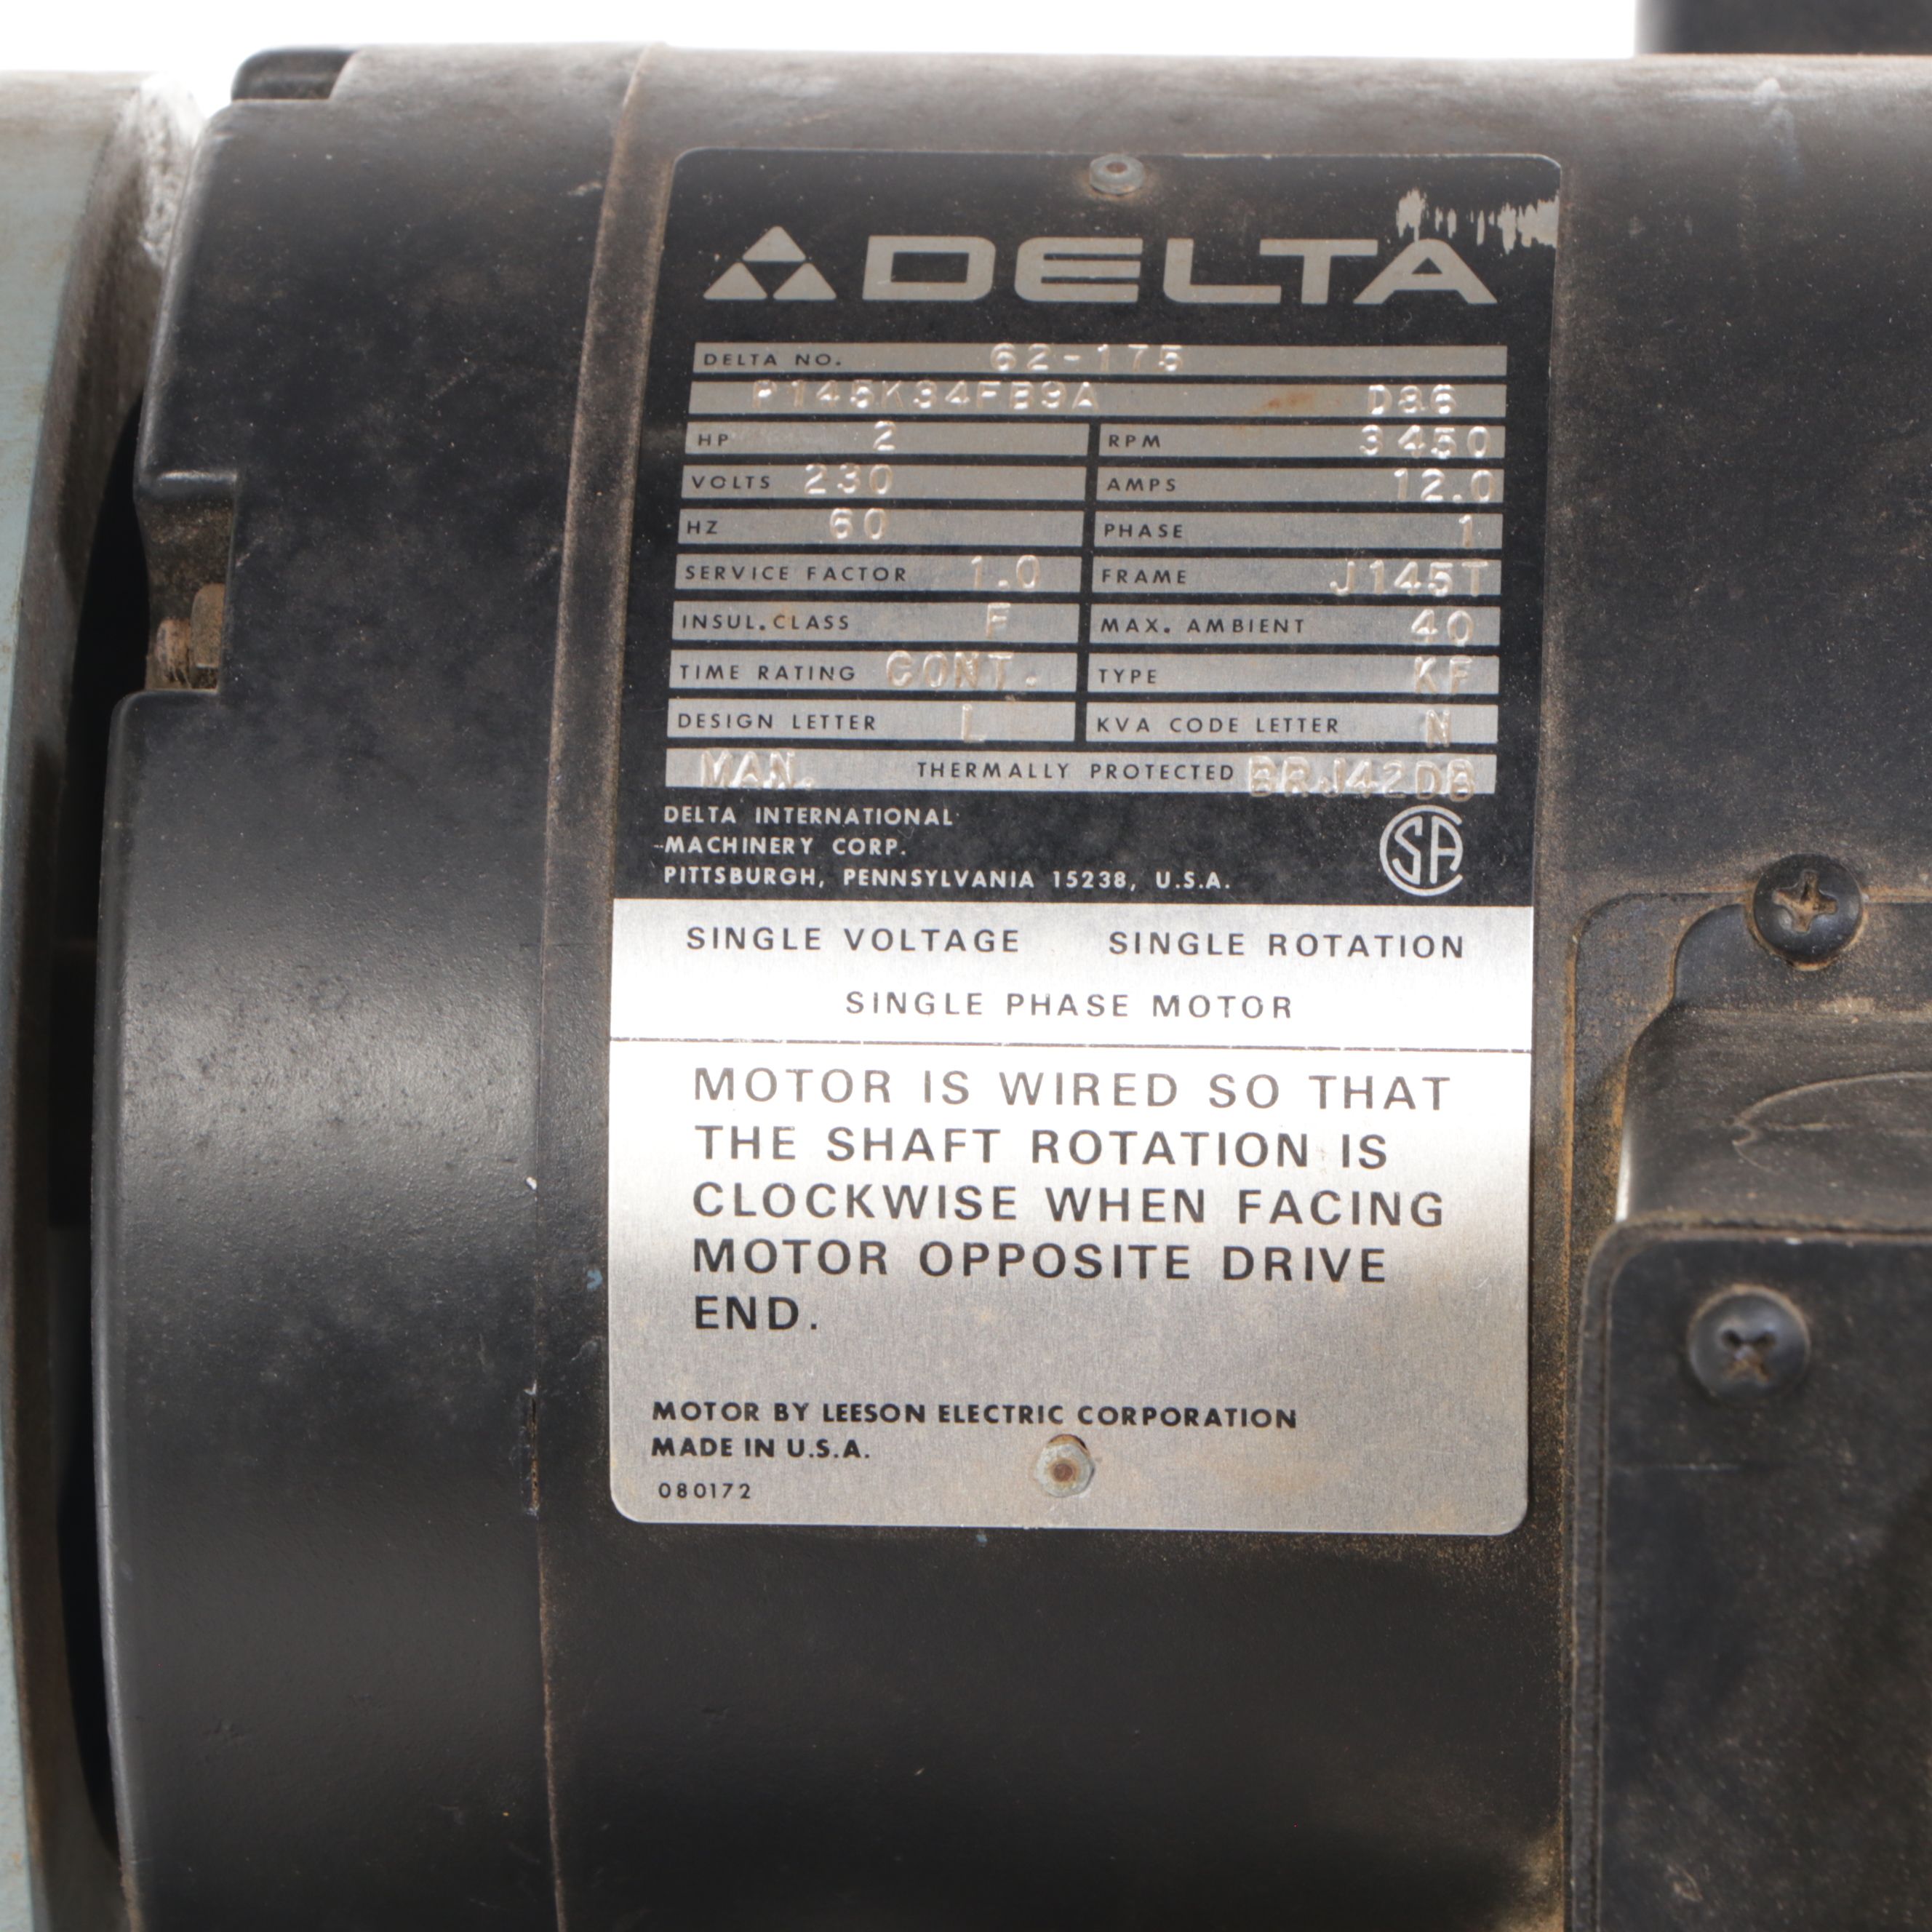 DELTA
DELTA NO. 62-175
P145K34FB9A D86
HP 2 RPM 3450
VOLTS 230 AMPS 12.0
HZ 60 PHASE 1
SERVICE FACTOR 1.0 FRAME J145T
INSUL. CLASS F MAX. AMBIENT 40
TIME RATING CONT. TYPE KF
DESIGN LETTER L KVA CODE LETTER N
MAN. THERMALLY PROTECTED BRJ42DB
DELTA INTERNATIONAL
MACHINERY CORP.
PITTSBURGH, PENNSYLVANIA 15238, U.S.A.
SA
SINGLE VOLTAGE SINGLE ROTATION
SINGLE PHASE MOTOR
MOTOR IS WIRED SO THAT
THE SHAFT ROTATION IS
CLOCKWISE WHEN FACING
MOTOR OPPOSITE DRIVE
END.
MOTOR BY LEESON ELECTRIC CORPORATION
MADE IN U.S.A.
080172